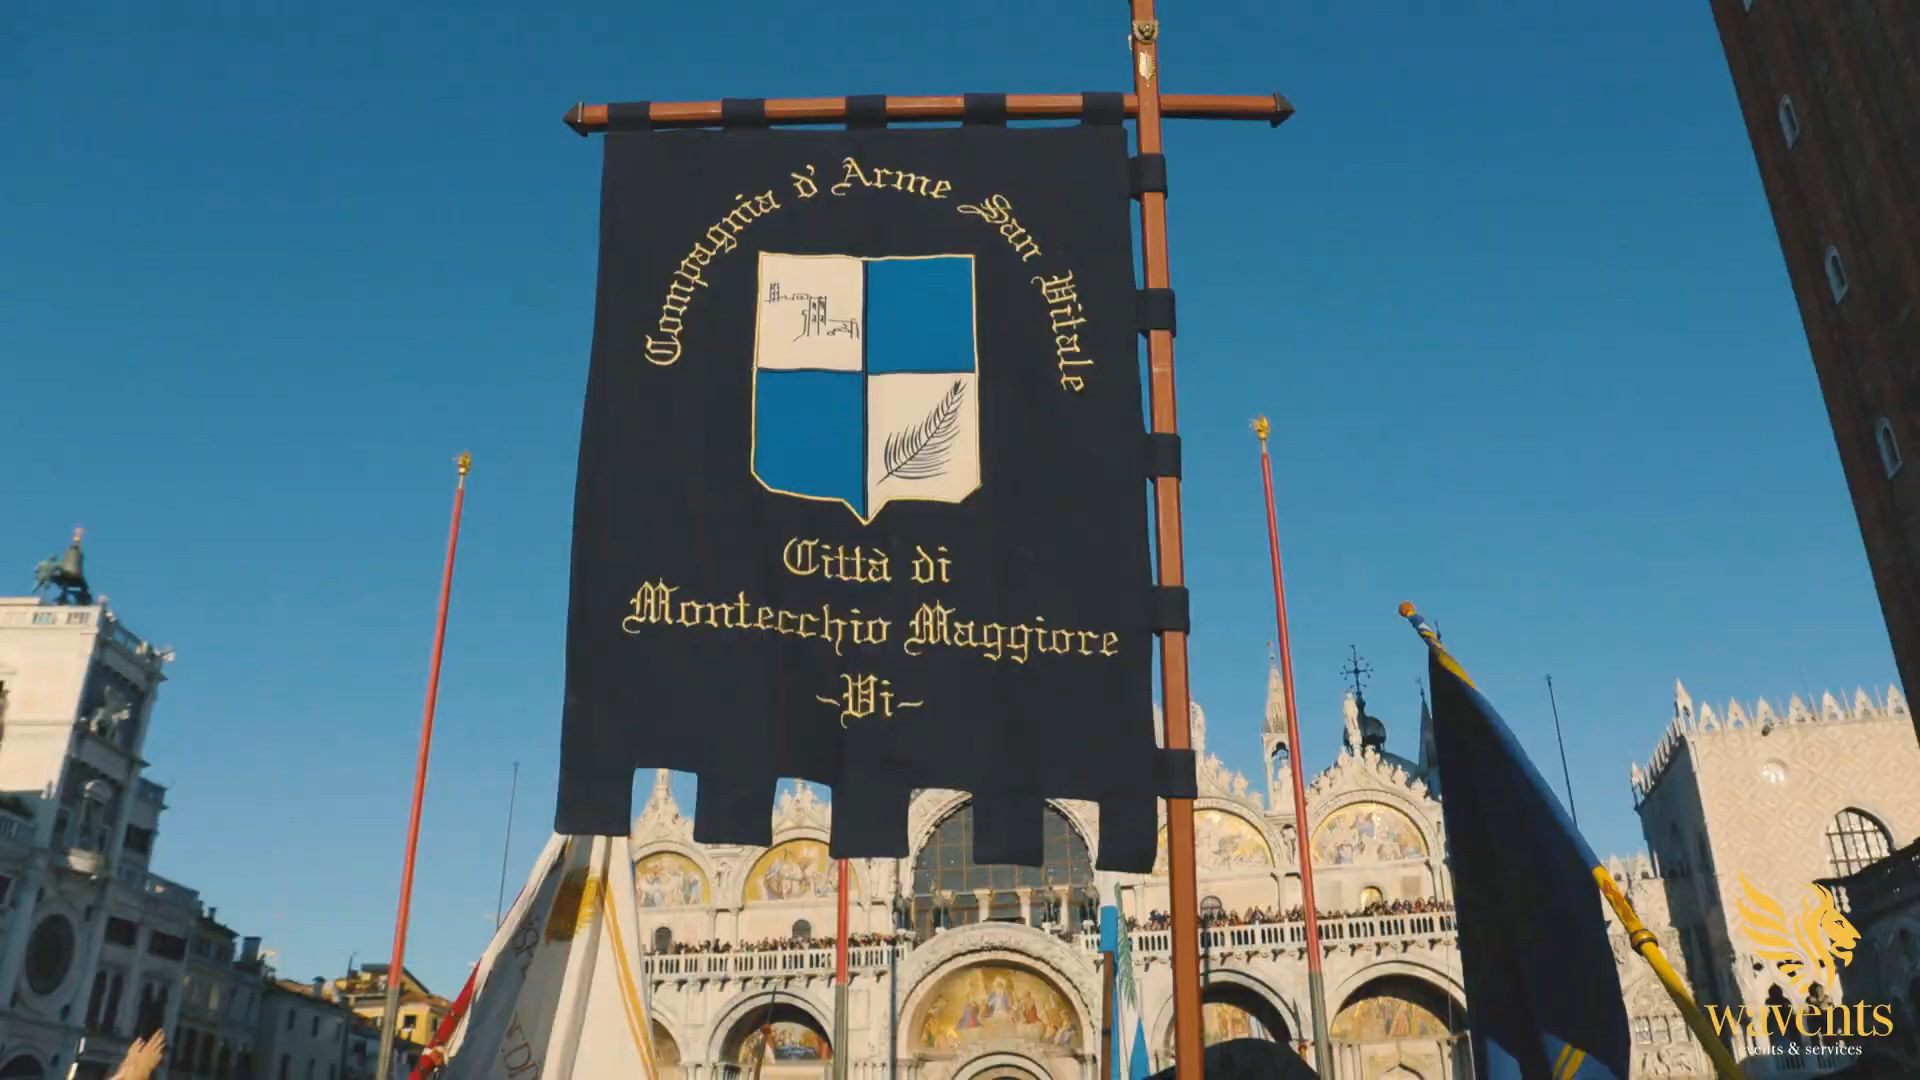 Compagnia d'Arme San Vitale
Città di
Montecchio Maggiore
~Vi~
wavents
events & services